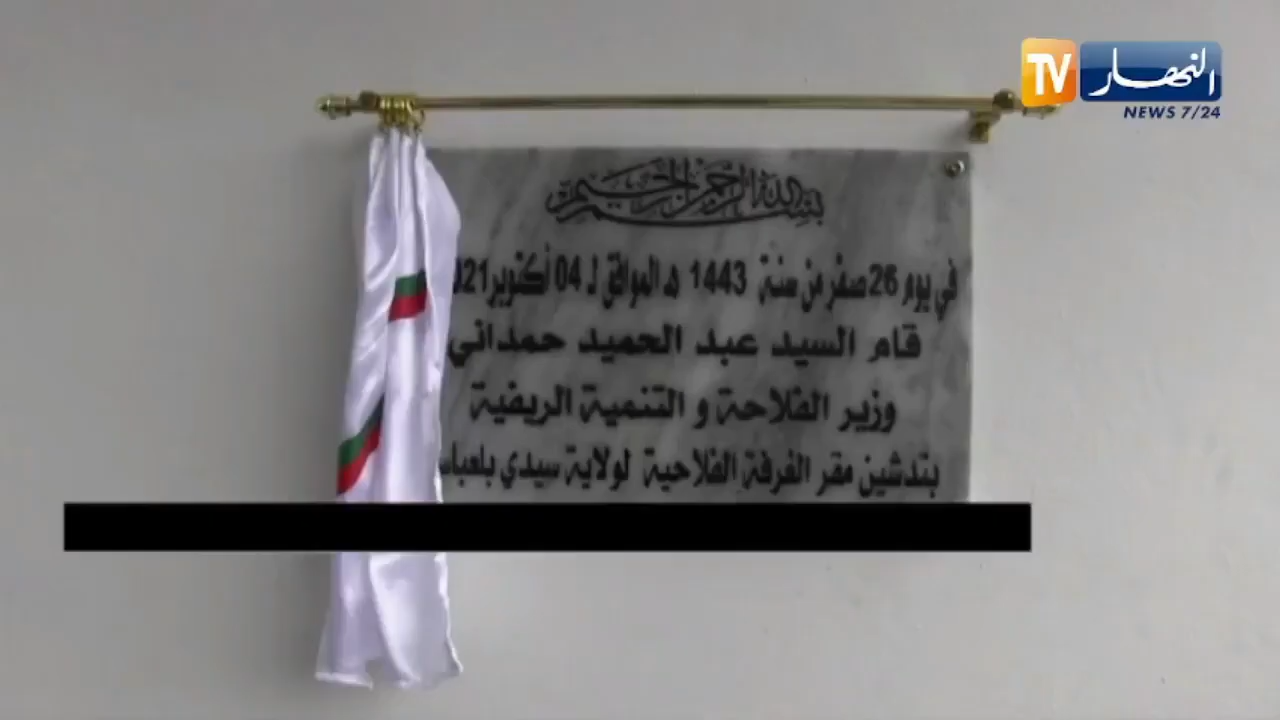 TV النهار
NEWS 7/24
بسم الله الرحمن الرحيم
في يوم 26 صفر من سنة 1443 هـ الموافق لـ 04 أكتوبر 021
قام السيد عبد الحميد حمداني
وزير الفلاحة و التنمية الريفية
بتدشين مقر الغرفة الفلاحية لولاية سيدي بلعباس